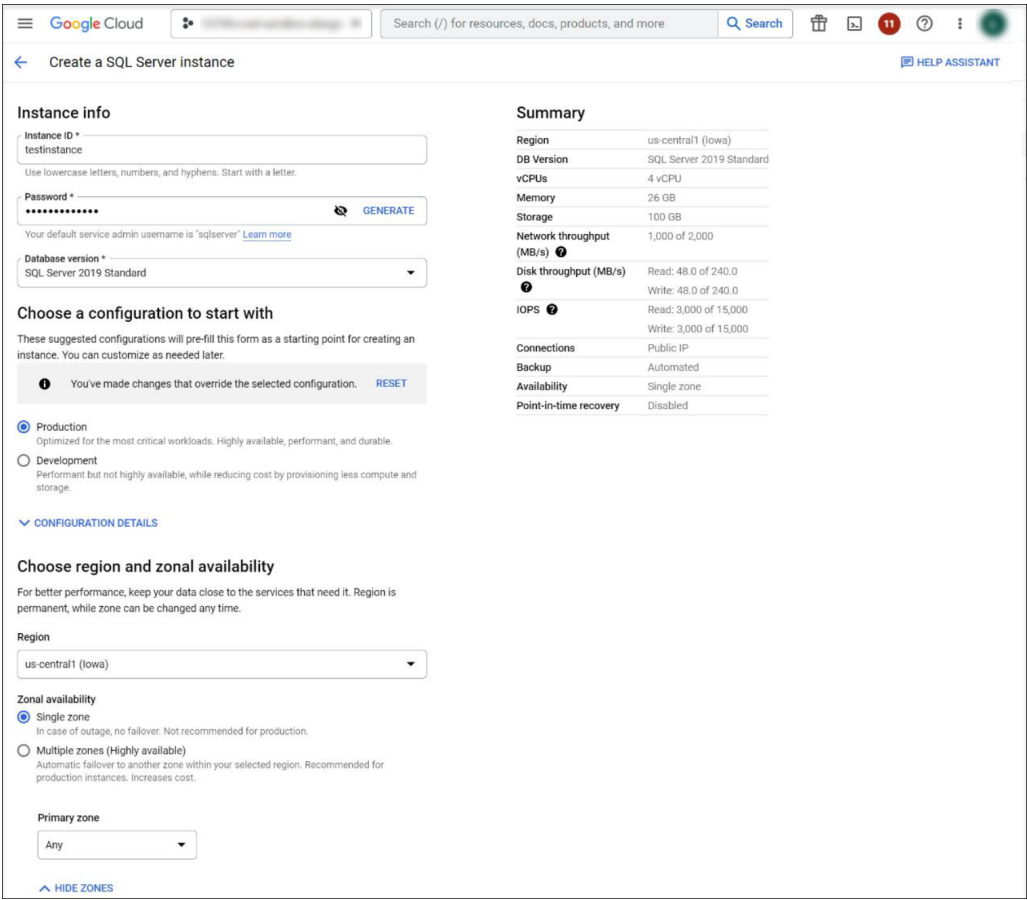 Google Cloud
Search (/) for resources, docs, products, and more
Search
11
Create a SQL Server instance
HELP ASSISTANT
Instance info
Instance ID *
testinstance
Use lowercase letters, numbers, and hyphens. Start with a letter.
Password *
•••••••••••••
GENERATE
Your default service admin username is "sqlserver" Learn more
Database version *
SQL Server 2019 Standard
Choose a configuration to start with
These suggested configurations will pre-fill this form as a starting point for creating an
instance. You can customize as needed later.
You've made changes that override the selected configuration. RESET
Production
Optimized for the most critical workloads. Highly available, performant, and durable.
Development
Performant but not highly available, while reducing cost by provisioning less compute and
storage.
CONFIGURATION DETAILS
Choose region and zonal availability
For better performance, keep your data close to the services that need it. Region is
permanent, while zone can be changed any time.
Region
us-central1 (Iowa)
Zonal availability
Single zone
In case of outage, no failover. Not recommended for production.
Multiple zones (Highly available)
Automatic failover to another zone within your selected region. Recommended for
production instances. Increases cost.
Primary zone
Any
HIDE ZONES
Summary
Region us-central1 (Iowa)
DB Version SQL Server 2019 Standard
vCPUs 4 vCPU
Memory 26 GB
Storage 100 GB
Network throughput 1,000 of 2,000
(MB/s)
Disk throughput (MB/s) Read: 48.0 of 240.0
Write: 48.0 of 240.0
IOPS Read: 3,000 of 15,000
Write: 3,000 of 15,000
Connections Public IP
Backup Automated
Availability Single zone
Point-in-time recovery Disabled